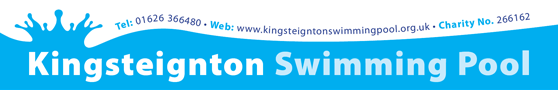 Tel: 01626 366480 • Web: www.kingsteigntonswimmingpool.org.uk • Charity No. 266162
Kingsteignton Swimming Pool